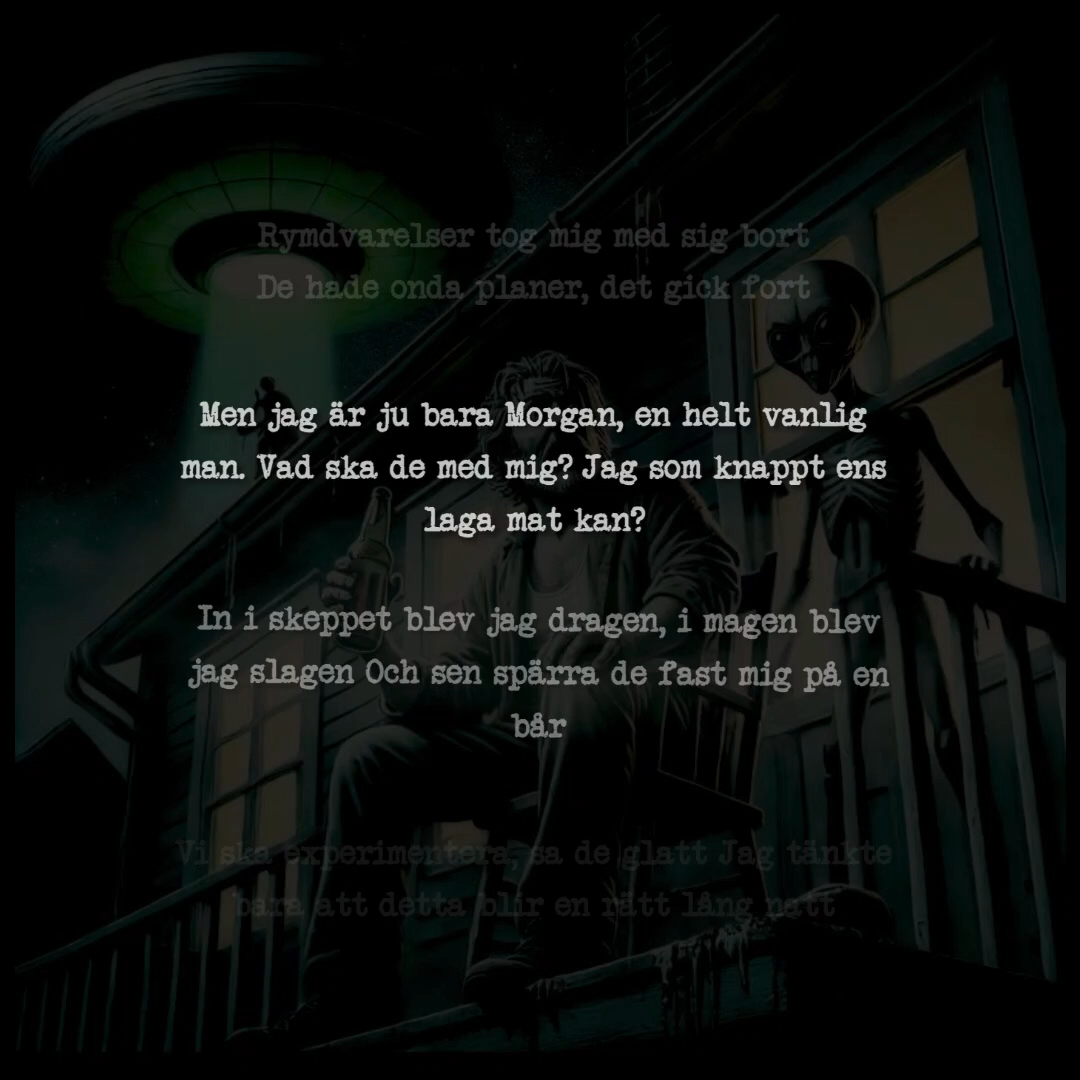 Rymdvarelser tog mig med sig bort
De hade onda planer, det gick fort
Men jag är ju bara Morgan, en helt vanlig
man. Vad ska de med mig? Jag som knappt ens
laga mat kan?
In i skeppet blev jag dragen, i magen blev
jag slagen Och sen spärra de fast mig på en
bår
Vi ska experimentera, sa de glatt Jag tänkte
bara att detta blir en rätt lång natt